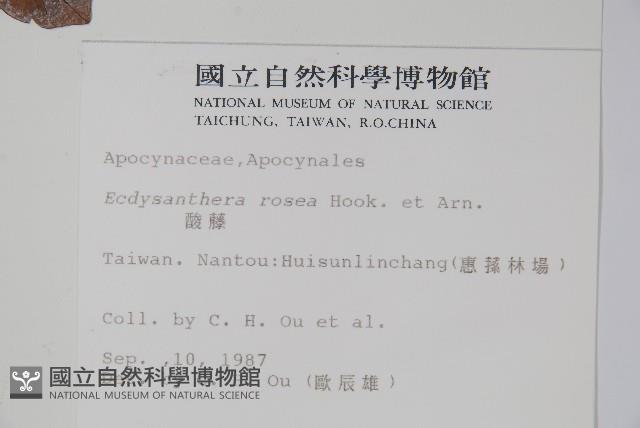 國立自然科學博物館
NATIONAL MUSEUM OF NATURAL SCIENCE
TAICHUNG, TAIWAN, R.O.CHINA
Apocynaceae,Apocynales
Ecdysanthera rosea Hook. et Arn.
酸藤
Taiwan. Nantou:Huisunlinchang(惠蓀林場)
Coll. by C. H. Ou et al.
Sep. ,10, 1987
Ou (歐辰雄)
國立自然科學博物館
NATIONAL MUSEUM OF NATURAL SCIENCE